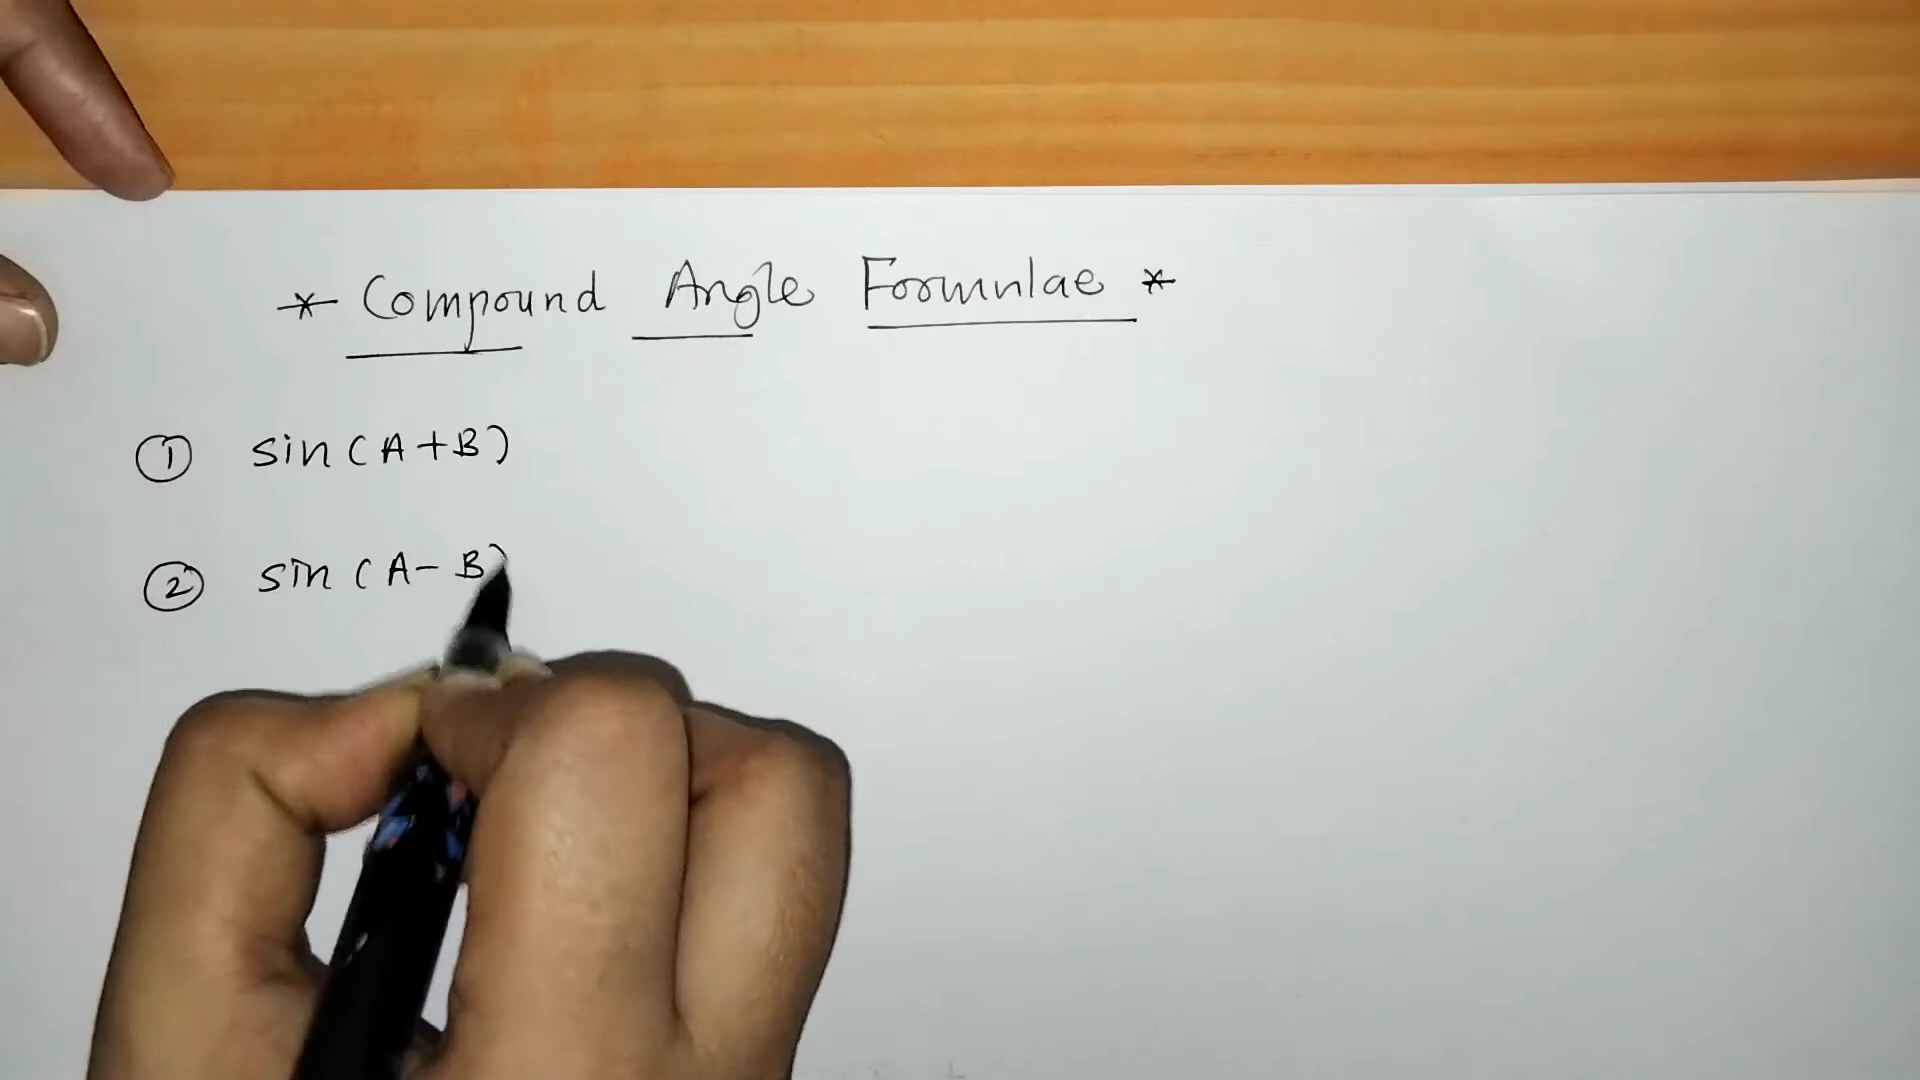 * Compound Angle Formulae *
① sin(A+B)
② sin(A-B)